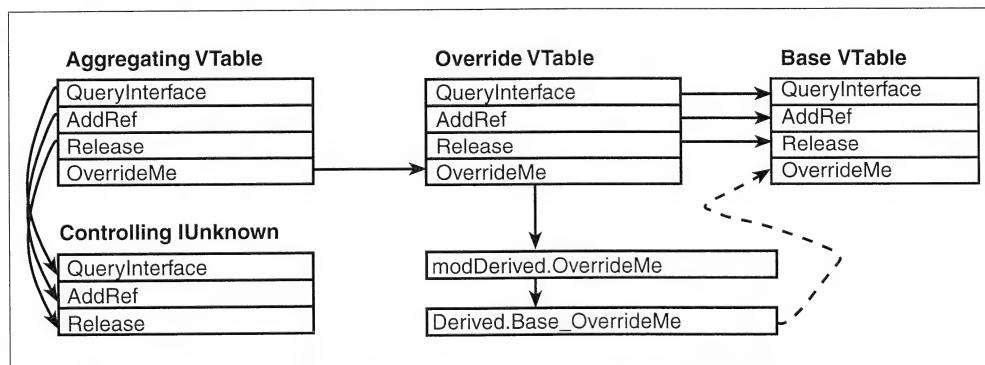 Aggregating VTable
QueryInterface
AddRef
Release
OverrideMe
Controlling IUnknown
QueryInterface
AddRef
Release
Override VTable
QueryInterface
AddRef
Release
OverrideMe
modDerived.OverrideMe
Derived.Base_OverrideMe
Base VTable
QueryInterface
AddRef
Release
OverrideMe